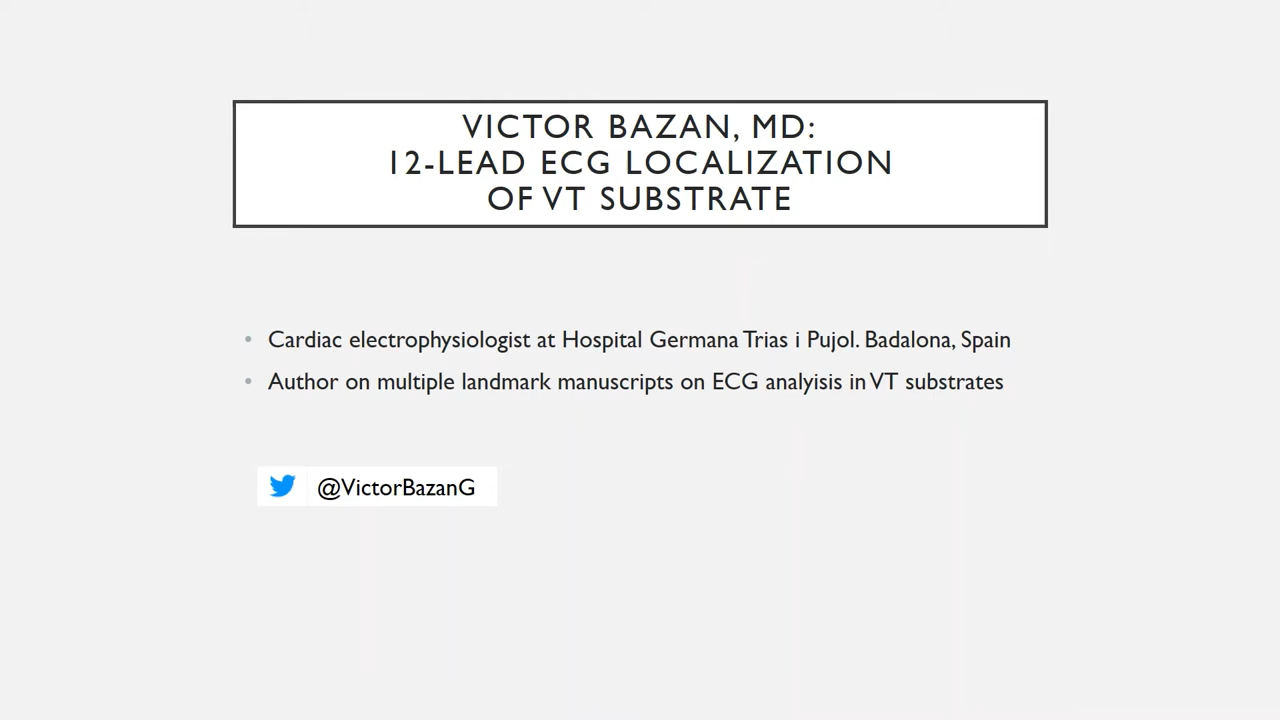 VICTOR BAZAN, MD:
12-LEAD ECG LOCALIZATION
OF VT SUBSTRATE
• Cardiac electrophysiologist at Hospital Germana Trias i Pujol. Badalona, Spain
• Author on multiple landmark manuscripts on ECG analyisis in VT substrates
@VictorBazanG